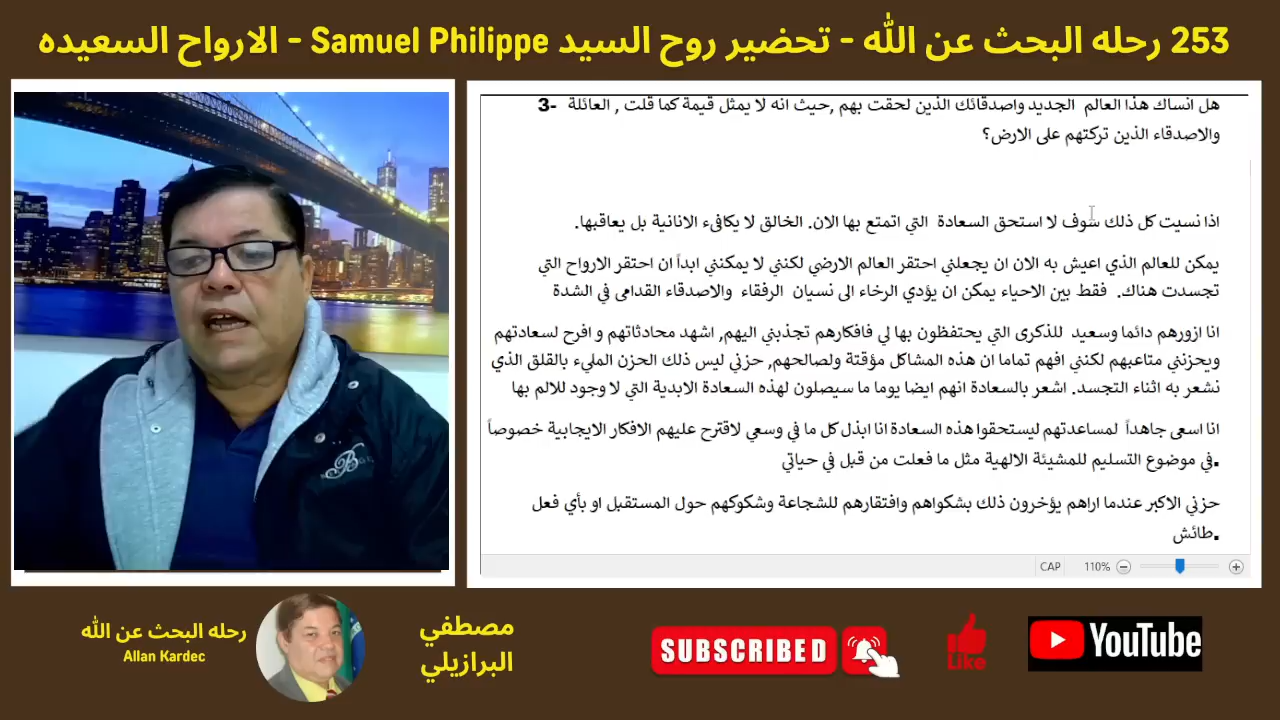 253 رحله البحث عن الله - تحضير روح السيد Samuel Philippe - الارواح السعيده
3- هل انساك هذا العالم الجديد واصدقائك الذين لحقت بهم ,حيث انه لا يمثل قيمة كما قلت , العائلة
والاصدقاء الذين تركتهم على الارض؟
اذا نسيت كل ذلك سوف لا استحق السعادة التي اتمتع بها الان. الخالق لا يكافىء الانانية بل يعاقبها.
يمكن للعالم الذي اعيش به الان ان يجعلني احتقر العالم الارضي لكنني لا يمكنني ابداً ان احتقر الارواح التي
تجسدت هناك. فقط بين الاحياء يمكن ان يؤدي الرخاء الى نسيان الرفقاء والاصدقاء القدامى في الشدة
انا ازورهم دائما وسعيد للذكرى التي يحتفظون بها لي فافكارهم تجذبني اليهم, اشهد محادثاتهم و افرح لسعادتهم
ويحزنني متاعبهم لكنني افهم تماما ان هذه المشاكل مؤقتة ولصالحهم, حزني ليس ذلك الحزن المليء بالقلق الذي
نشعر به اثناء التجسد. اشعر بالسعادة انهم ايضا يوما ما سيصلون لهذه السعادة الابدية التي لا وجود للالم بها
انا اسعى جاهداً لمساعدتهم ليستحقوا هذه السعادة انا ابذل كل ما في وسعي لاقترح عليهم الافكار الايجابية خصوصاً
.في موضوع التسليم للمشيئة الالهية مثل ما فعلت من قبل في حياتي
حزني الاكبر عندما اراهم يؤخرون ذلك بشكواهم وافتقارهم للشجاعة وشكوكهم حول المستقبل او بأي فعل
.طائش
CAP 110%
B
رحله البحث عن الله
Allan Kardec
مصطفي
البرازيلي
SUBSCRIBED
Like
YouTube